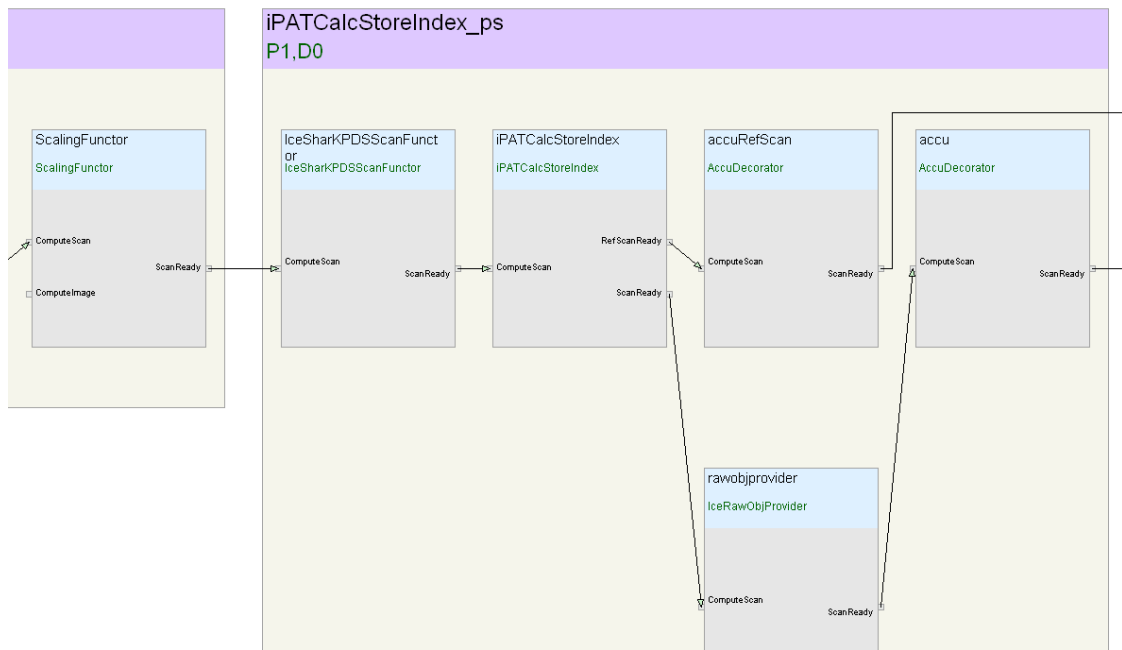 iPATCalcStoreIndex_ps
P1,D0
ScalingFunctor
ScalingFunctor
ComputeScan
ScanReady
ComputeImage
IceSharKPDSScanFunct
or
IceSharKPDSScanFunctor
ComputeScan
ScanReady
iPATCalcStoreIndex
iPATCalcStoreIndex
RefScanReady
ComputeScan
ScanReady
accuRefScan
AccuDecorator
ComputeScan
ScanReady
accu
AccuDecorator
ComputeScan
ScanReady
rawobjprovider
IceRawObjProvider
ComputeScan
ScanReady